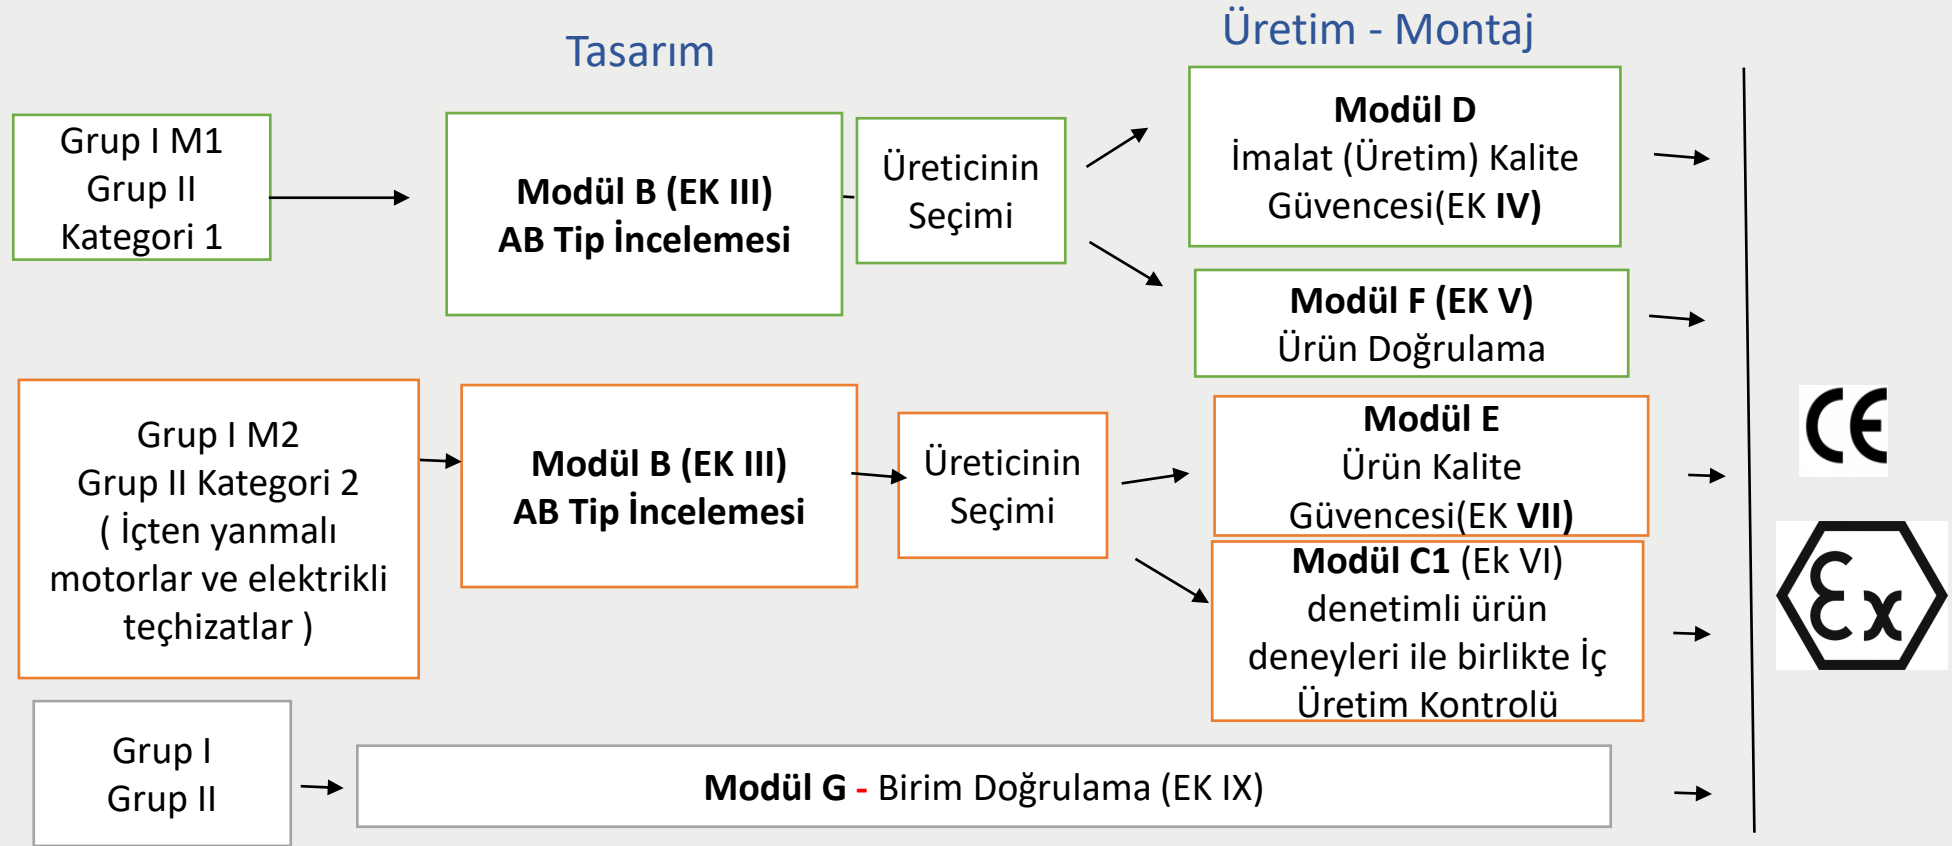 Tasarım
Üretim - Montaj
Grup I M1
Grup II
Kategori 1
Modül B (EK III)
AB Tip İncelemesi
Üreticinin
Seçimi
Modül D
İmalat (Üretim) Kalite
Güvencesi(EK IV)
Modül F (EK V)
Ürün Doğrulama
Grup I M2
Grup II Kategori 2
( İçten yanmalı
motorlar ve elektrikli
teçhizatlar )
Modül B (EK III)
AB Tip İncelemesi
Üreticinin
Seçimi
Modül E
Ürün Kalite
Güvencesi(EK VII)
Modül C1 (Ek VI)
denetimli ürün
deneyleri ile birlikte İç
Üretim Kontrolü
Grup I
Grup II
Modül G - Birim Doğrulama (EK IX)
CE
Ex